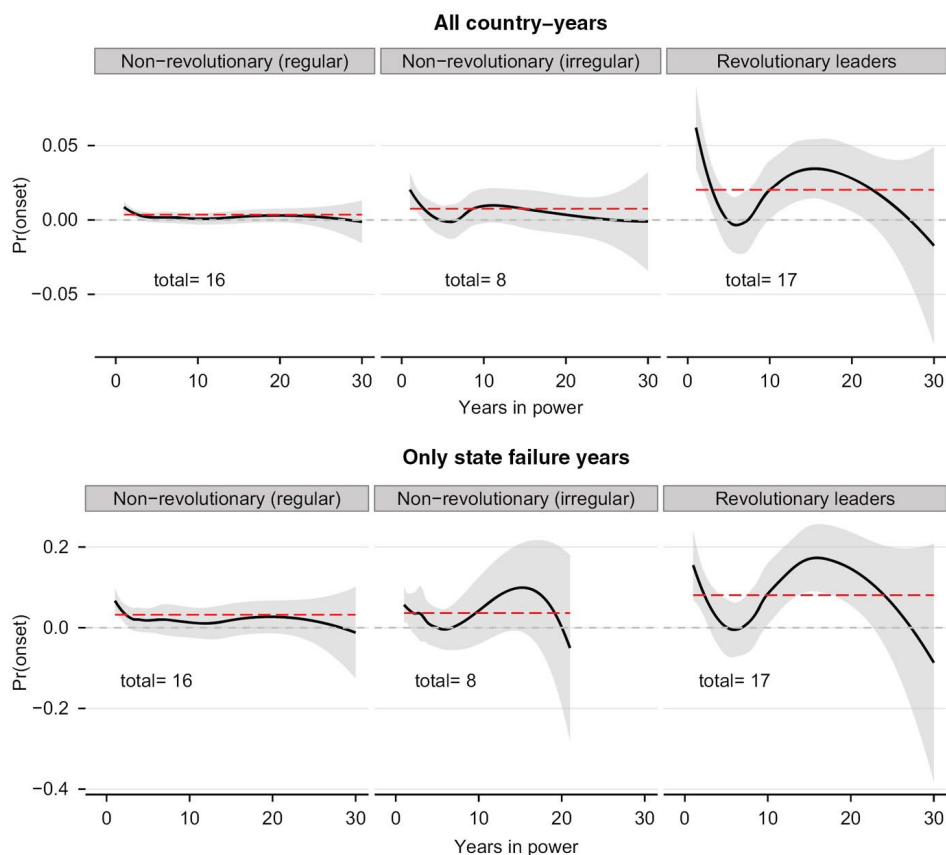 All country–years
Non-revolutionary (regular) Non-revolutionary (irregular) Revolutionary leaders
Pr(onset)
0.05
0.00
−0.05
total= 16 total= 8 total= 17
0 10 20 30 0 10 20 30 0 10 20 30
Years in power
Only state failure years
Non-revolutionary (regular) Non-revolutionary (irregular) Revolutionary leaders
Pr(onset)
0.2
0.0
−0.2
−0.4
total= 16 total= 8 total= 17
0 10 20 30 0 10 20 30 0 10 20 30
Years in power